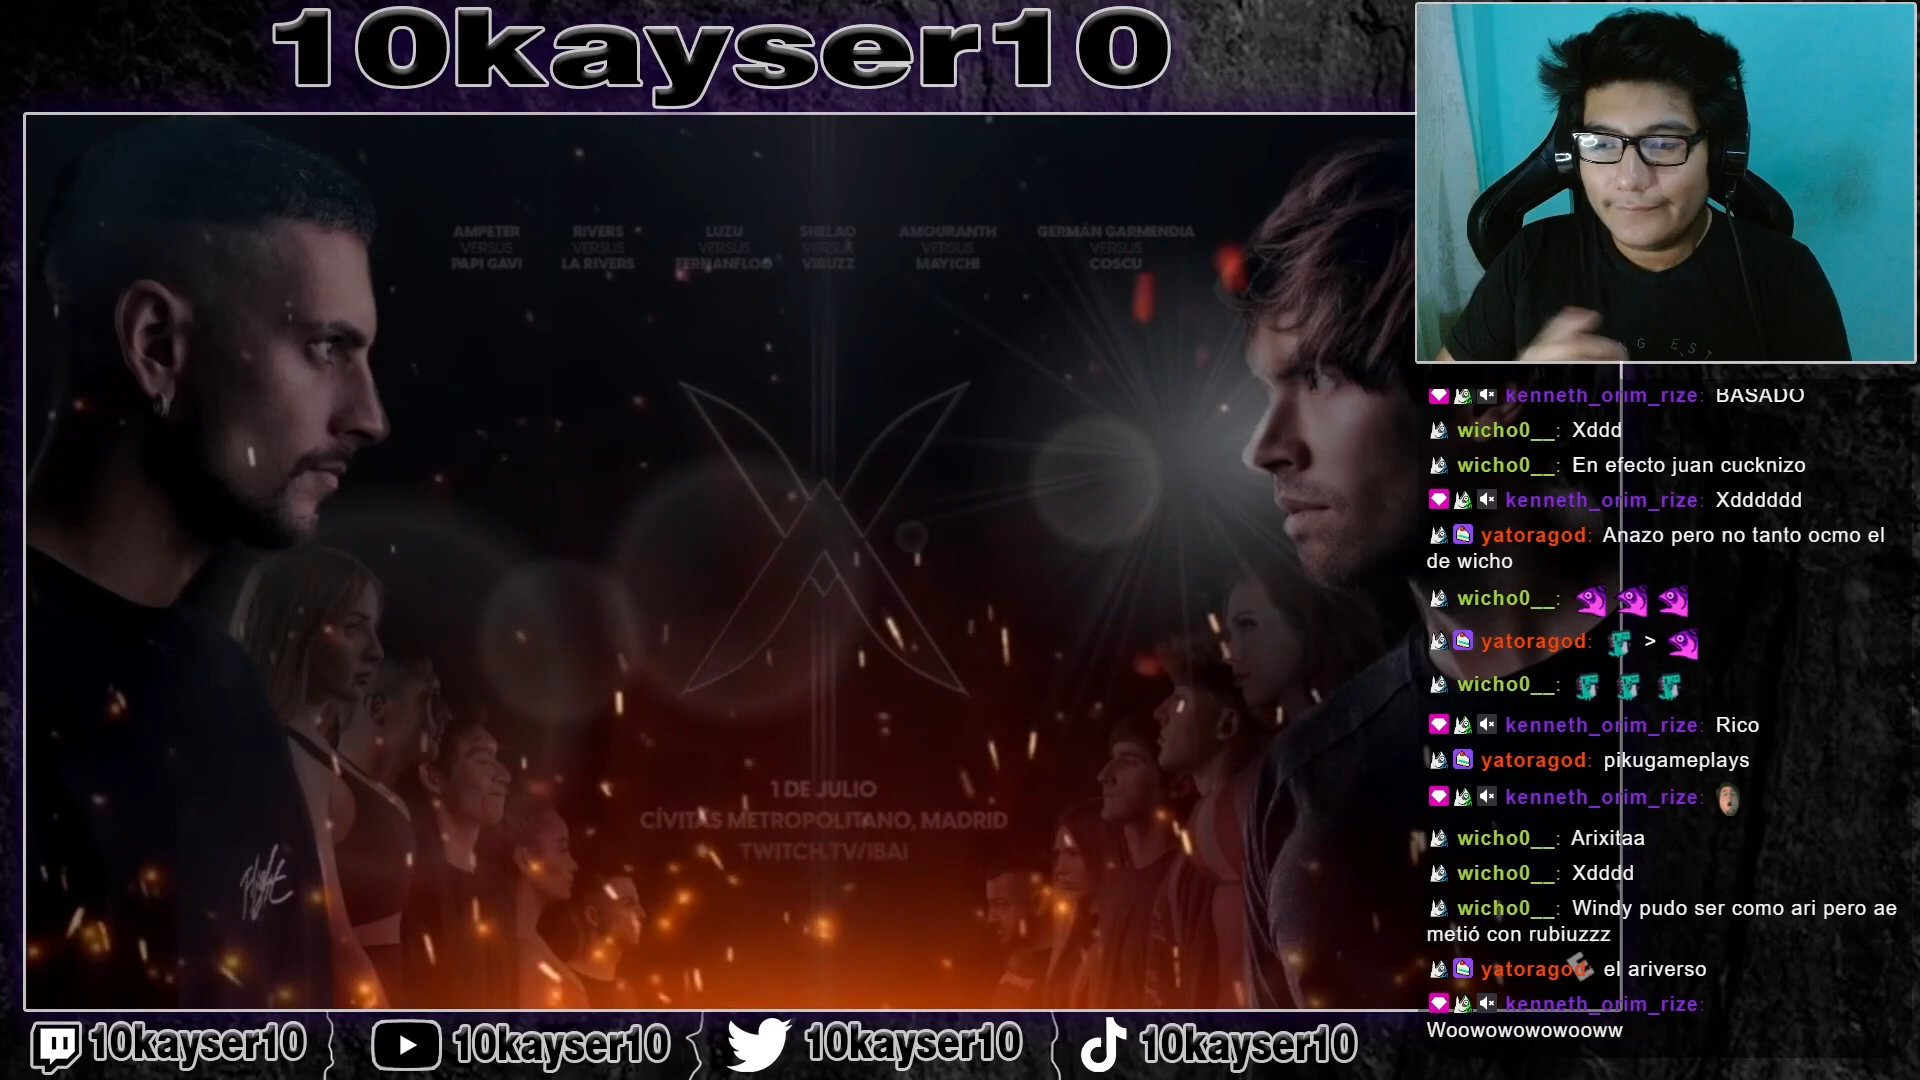 10kayser10
AMPETER
VERSUS
PAPI GAVI
RIVERS
VERSUS
LA RIVERS
LUZU
VERSUS
FERNANFLOO
SHELAO
VERSUS
VIRUZZ
AMOURANTH
VERSUS
MAYICHI
GERMÁN GARMENDIA
VERSUS
COSCU
1 DE JULIO
CÍVITAS METROPOLITANO, MADRID
TWITCH.TV/IBAI
kenneth_orim_rize: BASADO
wicho0__: Xddd
wicho0__: En efecto juan cucknizo
kenneth_orim_rize: Xdddddd
yatoragod: Anazo pero no tanto ocmo el
de wicho
wicho0__:
yatoragod: >
wicho0__:
kenneth_orim_rize: Rico
yatoragod: pikugameplays
kenneth_orim_rize:
wicho0__: Arixitaa
wicho0__: Xdddd
wicho0__: Windy pudo ser como ari pero ae
metió con rubiuzzz
yatoragod: el ariverso
kenneth_orim_rize:
Woowowowowooww
10kayser10
10kayser10
10kayser10
10kayser10